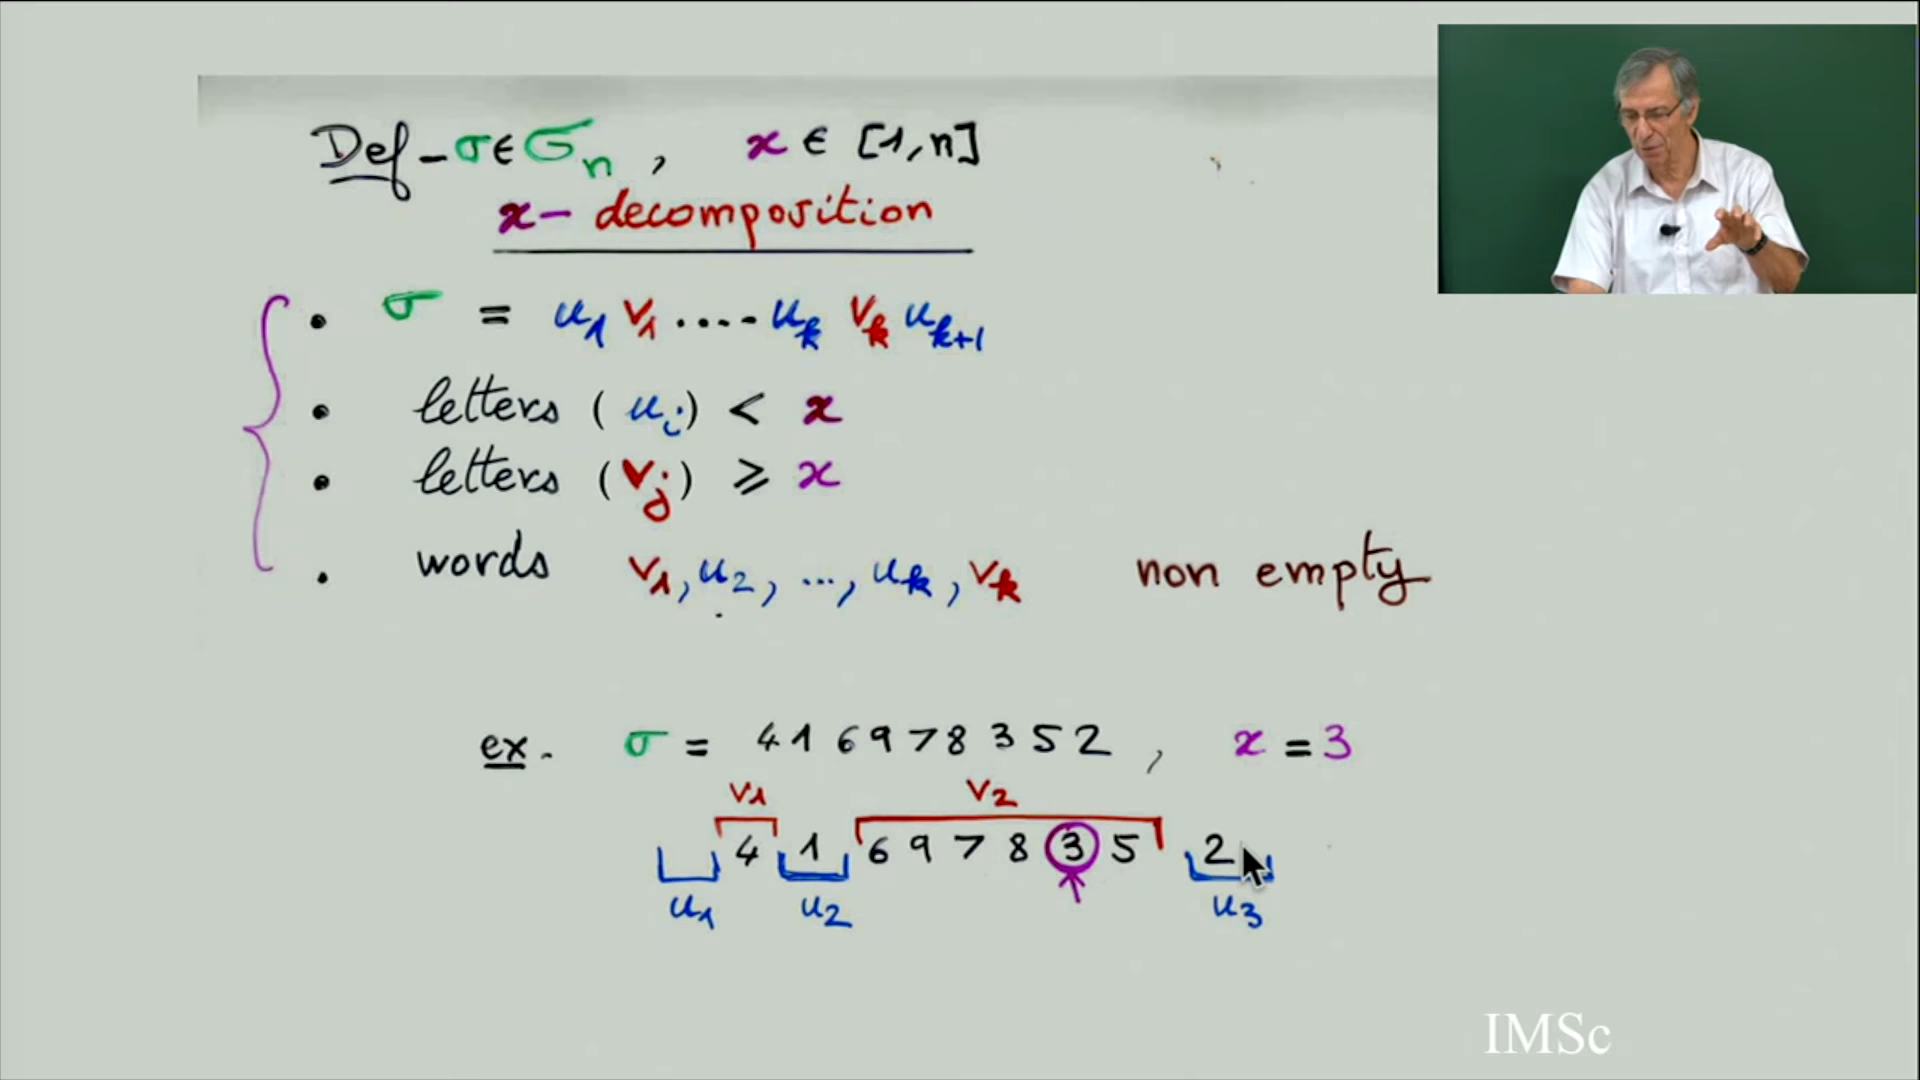 Def - σ ∈ 𝔖n , x ∈ [1, n]
x - decomposition
• σ = u1 v1 ..... uk vk uk+1
• letters (ui) < x
• letters (vj) ⩾ x
• words v1, u2, ..., uk, vk non empty
ex. σ = 4 1 6 9 7 8 3 5 2 , x = 3
v1 v2
4 1 6 9 7 8 3 5 2
u1 u2 u3
IMSc